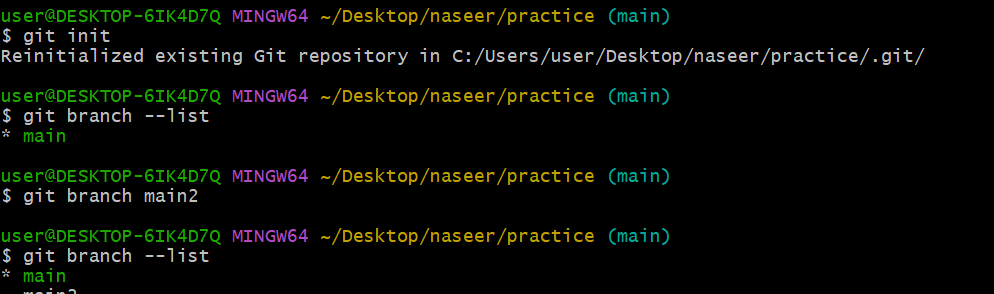 user@DESKTOP-6IK4D7Q MINGW64 ~/Desktop/naseer/practice (main)
$ git init
Reinitialized existing Git repository in C:/Users/user/Desktop/naseer/practice/.git/
user@DESKTOP-6IK4D7Q MINGW64 ~/Desktop/naseer/practice (main)
$ git branch --list
* main
user@DESKTOP-6IK4D7Q MINGW64 ~/Desktop/naseer/practice (main)
$ git branch main2
user@DESKTOP-6IK4D7Q MINGW64 ~/Desktop/naseer/practice (main)
$ git branch --list
* main
main2